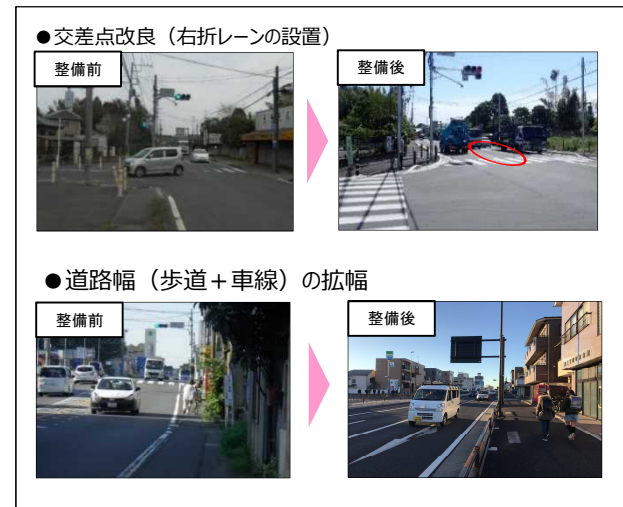 ●交差点改良（右折レーンの設置）
整備前
整備後
●道路幅（歩道＋車線）の拡幅
整備前
整備後